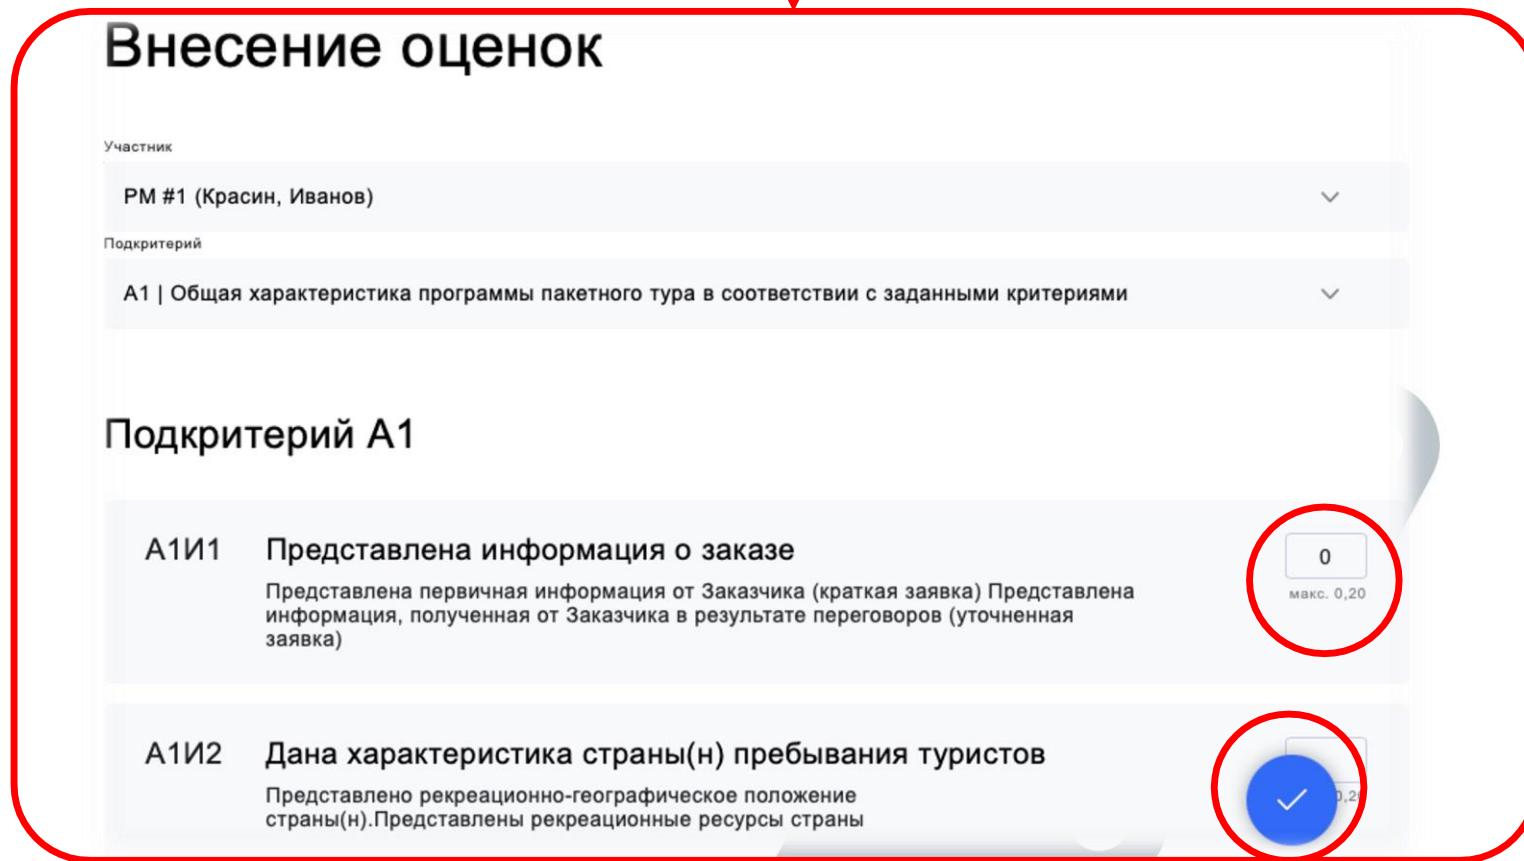 Внесение оценок
Участник
РМ #1 (Красин, Иванов)
Подкритерий
А1 | Общая характеристика программы пакетного тура в соответствии с заданными критериями
Подкритерий А1
А1И1 Представлена информация о заказе
0
Представлена первичная информация от Заказчика (краткая заявка) Представлена
макс. 0,20
информация, полученная от Заказчика в результате переговоров (уточненная
заявка)
А1И2 Дана характеристика страны(н) пребывания туристов
Представлено рекреационно-географическое положение
страны(н).Представлены рекреационные ресурсы страны